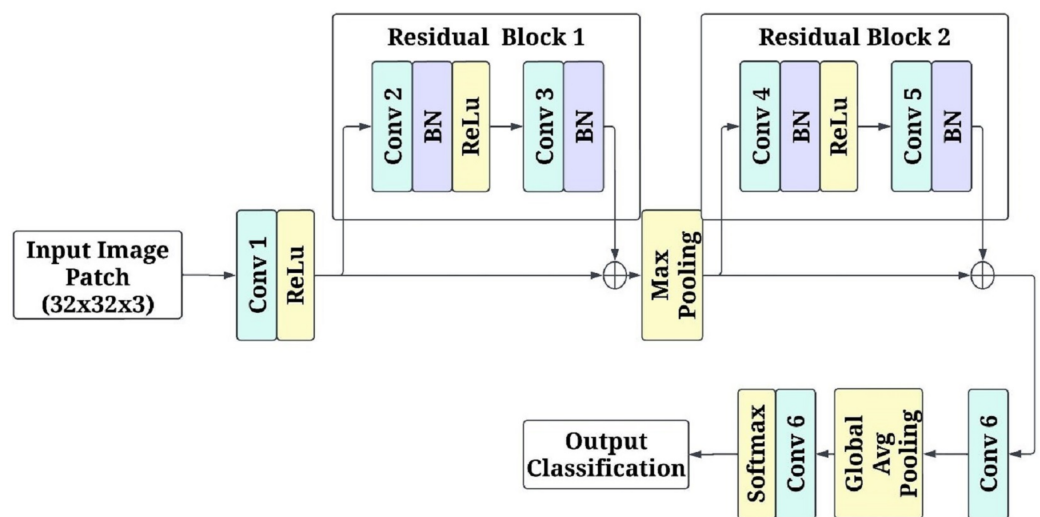 Residual Block 1
Conv 2
BN
ReLu
Conv 3
BN
Residual Block 2
Conv 4
BN
ReLu
Conv 5
BN
Input Image
Patch
(32x32x3)
Conv 1
ReLu
Max
Pooling
Output
Classification
Softmax
Conv 6
Global
Avg
Pooling
Conv 6